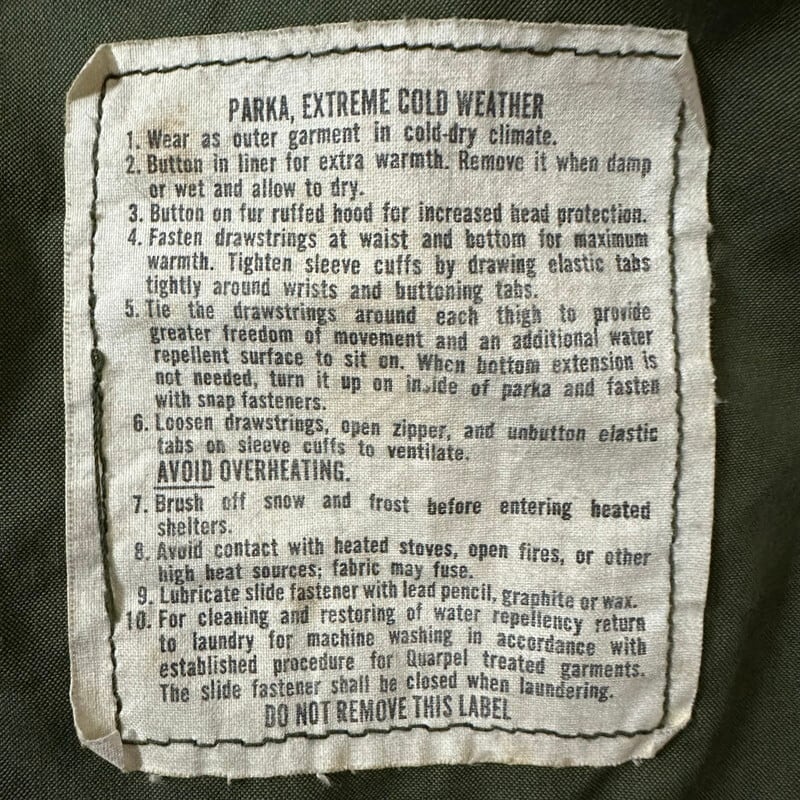 PARKA, EXTREME COLD WEATHER
1. Wear as outer garment in cold-dry climate.
2. Button in liner for extra warmth. Remove it when damp
or wet and allow to dry.
3. Button on fur ruffed hood for increased head protection.
4. Fasten drawstrings at waist and bottom for maximum
warmth. Tighten sleeve cuffs by drawing elastic tabs
tightly around wrists and buttoning tabs.
5. Tie the drawstrings around each thigh to provide
greater freedom of movement and an additional water
repellent surface to sit on. When bottom extension is
not needed, turn it up on inside of parka and fasten
with snap fasteners.
6. Loosen drawstrings, open zipper, and unbutton elastic
tabs on sleeve cuffs to ventilate.
AVOID OVERHEATING.
7. Brush off snow and frost before entering heated
shelters.
8. Avoid contact with heated stoves, open fires, or other
high heat sources; fabric may fuse.
9. Lubricate slide fastener with lead pencil, graphite or wax.
10. For cleaning and restoring of water repellency return
to laundry for machine washing in accordance with
established procedure for Quarpel treated garments.
The slide fastener shall be closed when laundering.
DO NOT REMOVE THIS LABEL